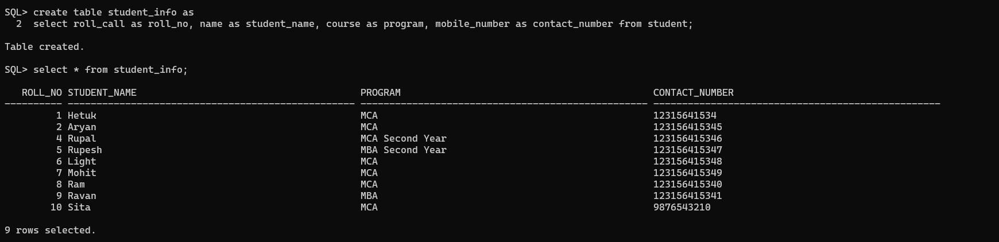 SQL> create table student_info as
  2  select roll_call as roll_no, name as student_name, course as program, mobile_number as contact_number from student;
Table created.
SQL> select * from student_info;
   ROLL_NO STUDENT_NAME                                       PROGRAM                                            CONTACT_NUMBER
---------- -------------------------------------------------- -------------------------------------------------- --------------------------------------------------
         1 Hetuk                                              MCA                                                12315641534
         2 Aryan                                              MCA                                                123156415345
         4 Rupal                                              MCA Second Year                                    123156415346
         5 Rupesh                                             MBA Second Year                                    123156415347
         6 Light                                              MCA                                                123156415348
         7 Mohit                                              MCA                                                123156415349
         8 Ram                                                MCA                                                123156415340
         9 Ravan                                              MBA                                                123156415341
        10 Sita                                               MCA                                                9876543210
9 rows selected.